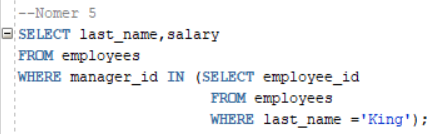 --Nomer 5
SELECT last_name,salary
FROM employees
WHERE manager_id IN (SELECT employee_id
FROM employees
WHERE last_name ='King');